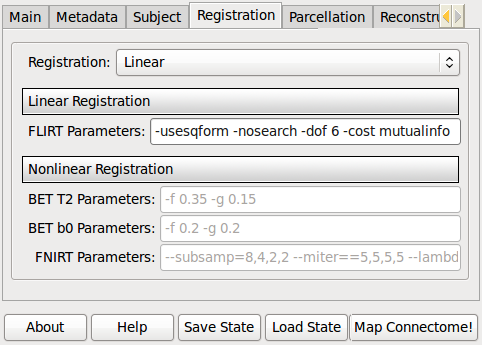 Main Metadata Subject Registration Parcellation Reconstru
Registration: Linear
Linear Registration
FLIRT Parameters: -usesqform -nosearch -dof 6 -cost mutualinfo
Nonlinear Registration
BET T2 Parameters: -f 0.35 -g 0.15
BET b0 Parameters: -f 0.2 -g 0.2
FNIRT Parameters: --subsamp=8,4,2,2 --miter==5,5,5,5 --lambd
About Help Save State Load State Map Connectome!